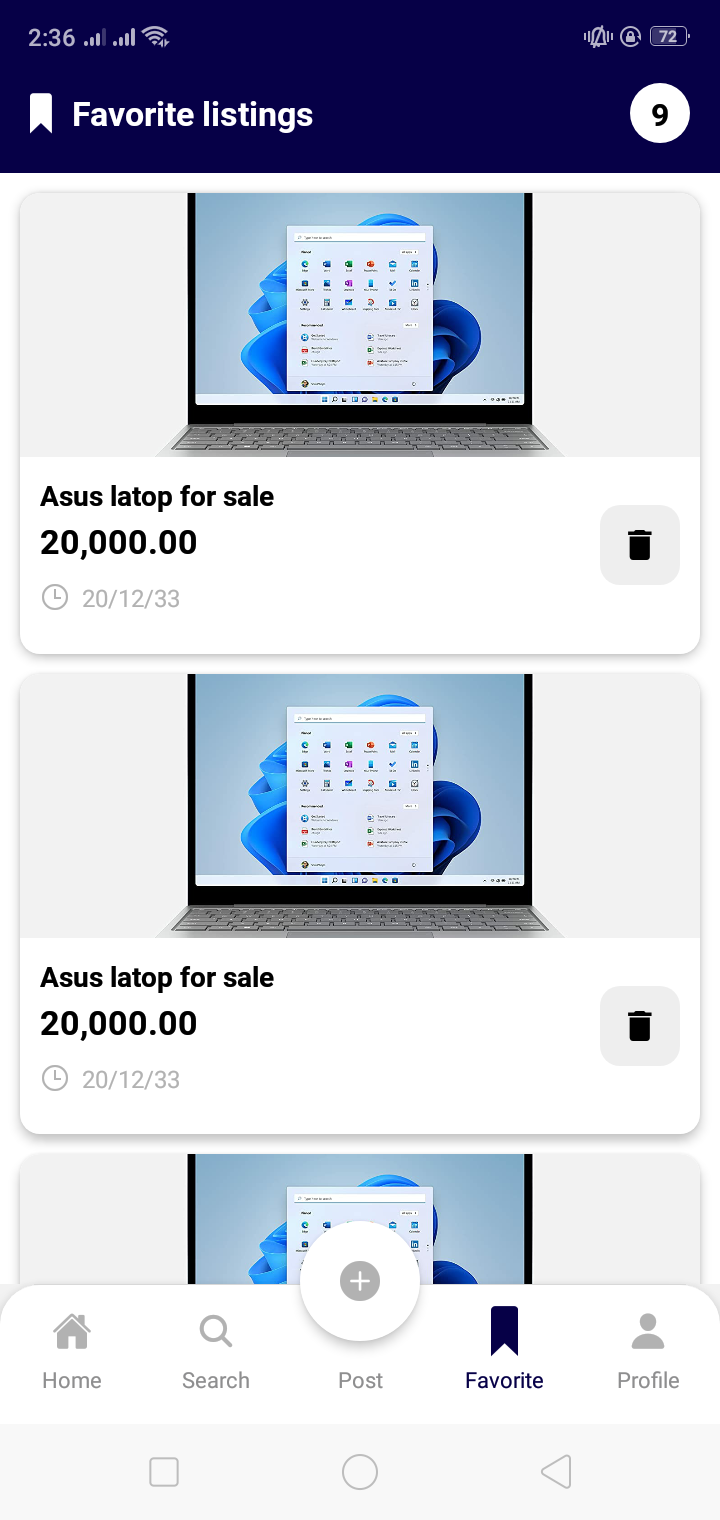 2:36
72
Favorite listings
9
Asus latop for sale
20,000.00
20/12/33
Asus latop for sale
20,000.00
20/12/33
Home
Search
Post
Favorite
Profile